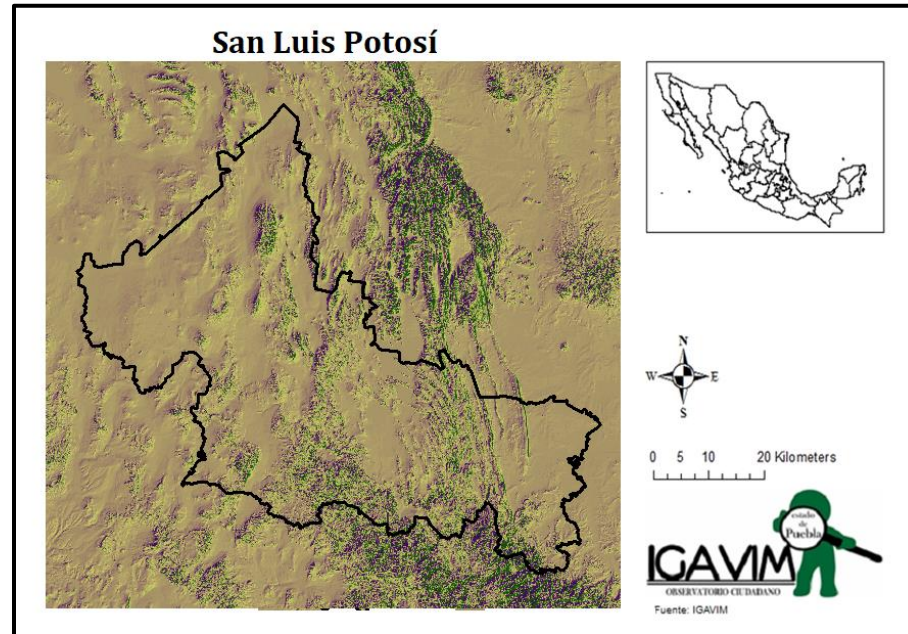 San Luis Potosí
N
W E
S
0 5 10 20 Kilometers
estado
de
Puebla
IGAVIM
OBSERVATORIO CIUDADANO
Fuente: IGAVIM